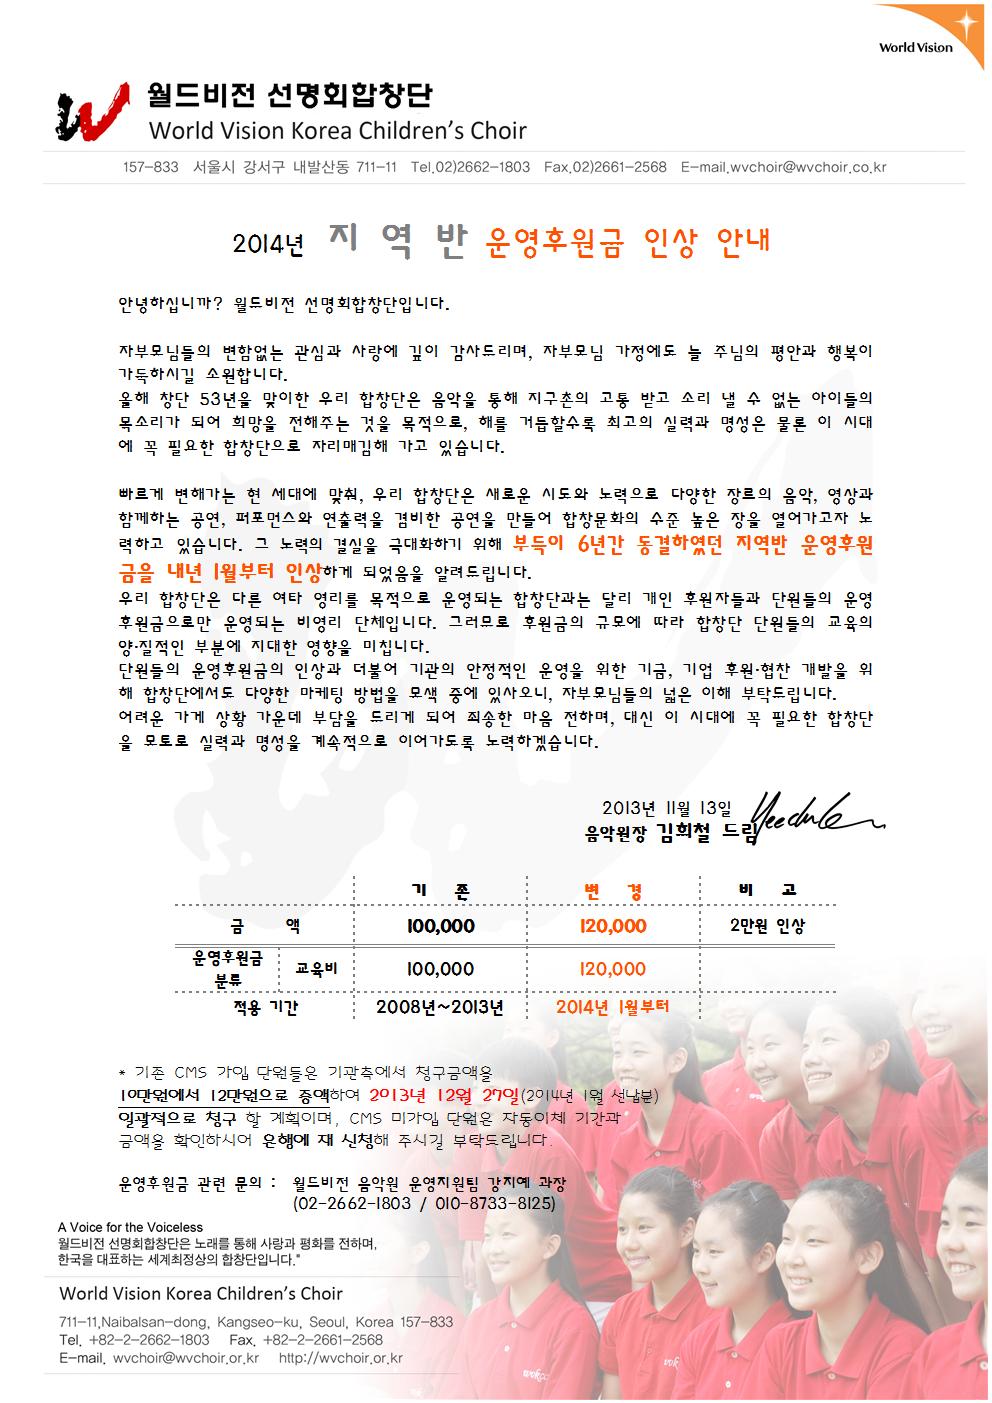 World Vision
월드비전 선명회합창단
World Vision Korea Children's Choir
157-833 서울시 강서구 내발산동 711-11 Tel.02)2662-1803 Fax.02)2661-2568 E-mail.wvchoir@wvchoir.co.kr
2014년 지 역 반 운영후원금 인상 안내
안녕하십니까? 월드비전 선명회합창단입니다.
자부모님들의 변함없는 관심과 사랑에 깊이 감사드리며, 자부모님 가정에도 늘 주님의 평안과 행복이
가득하시길 소원합니다.
올해 창단 53년을 맞이한 우리 합창단은 음악을 통해 지구촌의 고통 받고 소리 낼 수 없는 아이들의
목소리가 되어 희망을 전해주는 것을 목적으로, 해를 거듭할수록 최고의 실력과 명성은 물론 이 시대
에 꼭 필요한 합창단으로 자리매김해 가고 있습니다.
빠르게 변해가는 현 세대에 맞춰, 우리 합창단은 새로운 시도와 노력으로 다양한 장르의 음악, 영상과
함께하는 공연, 퍼포먼스와 연출력을 겸비한 공연을 만들어 합창문화의 수준 높은 장을 열어가고자 노
력하고 있습니다. 그 노력의 결실을 극대화하기 위해 부득이 6년간 동결하였던 지역반 운영후원
금을 내년 1월부터 인상하게 되었음을 알려드립니다.
우리 합창단은 다른 여타 영리를 목적으로 운영되는 합창단과는 달리 개인 후원자들과 단원들의 운영
후원금으로만 운영되는 비영리 단체입니다. 그러므로 후원금의 규모에 따라 합창단 단원들의 교육의
양·질적인 부분에 지대한 영향을 미칩니다.
단원들의 운영후원금의 인상과 더불어 기관의 안정적인 운영을 위한 기금, 기업 후원·협찬 개발을 위
해 합창단에서도 다양한 마케팅 방법을 모색 중에 있사오니, 자부모님들의 넓은 이해 부탁드립니다.
어려운 가계 상황 가운데 부담을 드리게 되어 죄송한 마음 전하며, 대신 이 시대에 꼭 필요한 합창단
을 모토로 실력과 명성을 계속적으로 이어가도록 노력하겠습니다.
2013년 11월 13일
음악원장 김희철 드림
기 존 변 경 비 고
금 액 100,000 120,000 2만원 인상
운영후원금 분류 교육비 100,000 120,000
적용 기간 2008년~2013년 2014년 1월부터
* 기존 CMS 가입 단원들은 기관측에서 청구금액을
10만원에서 12만원으로 증액하여 2013년 12월 27일(2014년 1월 선납분)
일괄적으로 청구 할 계획이며, CMS 미가입 단원은 자동이체 기간과
금액을 확인하시어 은행에 재 신청해 주시길 부탁드립니다.
운영후원금 관련 문의 : 월드비전 음악원 운영지원팀 강지예 과장
(02-2662-1803 / 010-8733-8125)
A Voice for the Voiceless
월드비전 선명회합창단은 노래를 통해 사랑과 평화를 전하며,
한국을 대표하는 세계최정상의 합창단입니다."
World Vision Korea Children's Choir
711-11,Naibalsan-dong, Kangseo-ku, Seoul, Korea 157-833
Tel. +82-2-2662-1803 Fax. +82-2-2661-2568
E-mail. wvchoir@wvchoir.or.kr http://wvchoir.or.kr